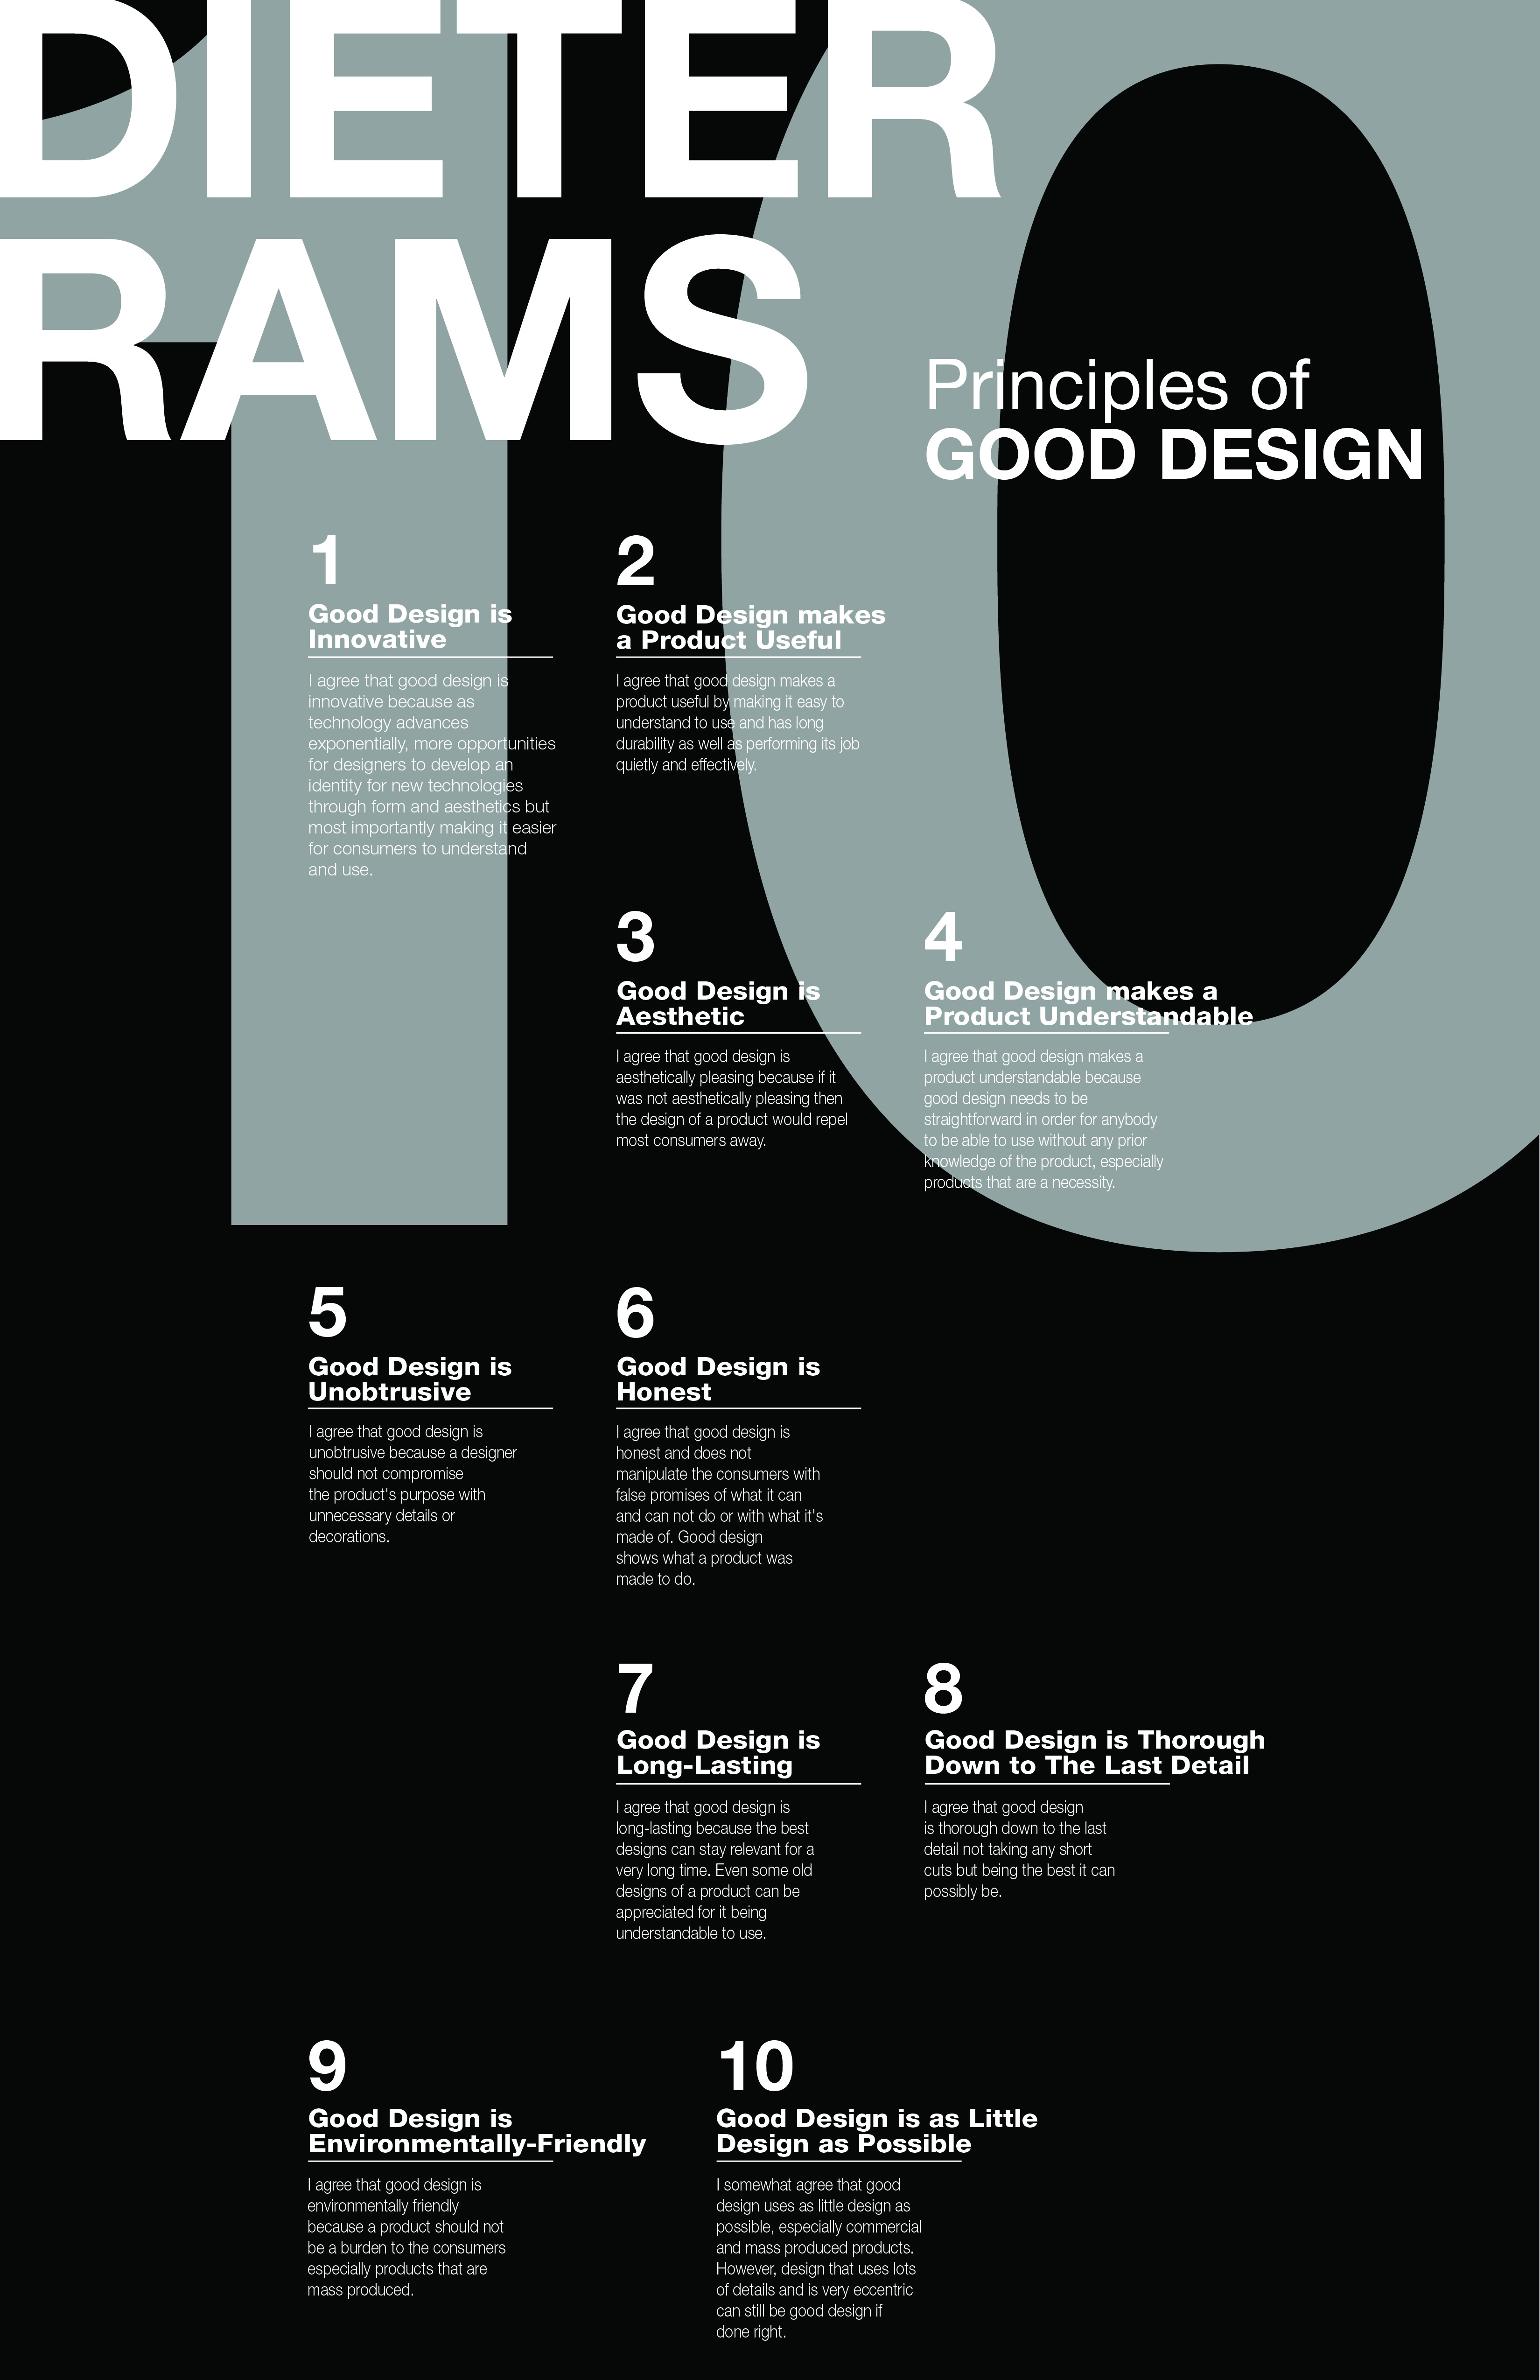 DIETER
RAMS
10
Principles of
GOOD DESIGN
1
Good Design is
Innovative
I agree that good design is
innovative because as
technology advances
exponentially, more opportunities
for designers to develop an
identity for new technologies
through form and aesthetics but
most importantly making it easier
for consumers to understand
and use.
2
Good Design makes
a Product Useful
I agree that good design makes a
product useful by making it easy to
understand to use and has long
durability as well as performing its job
quietly and effectively.
3
Good Design is
Aesthetic
I agree that good design is
aesthetically pleasing because if it
was not aesthetically pleasing then
the design of a product would repel
most consumers away.
4
Good Design makes a
Product Understandable
I agree that good design makes a
product understandable because
good design needs to be
straightforward in order for anybody
to be able to use without any prior
knowledge of the product, especially
products that are a necessity.
5
Good Design is
Unobtrusive
I agree that good design is
unobtrusive because a designer
should not compromise
the product's purpose with
unnecessary details or
decorations.
6
Good Design is
Honest
I agree that good design is
honest and does not
manipulate the consumers with
false promises of what it can
and can not do or with what it's
made of. Good design
shows what a product was
made to do.
7
Good Design is
Long-Lasting
I agree that good design is
long-lasting because the best
designs can stay relevant for a
very long time. Even some old
designs of a product can be
appreciated for it being
understandable to use.
8
Good Design is Thorough
Down to The Last Detail
I agree that good design
is thorough down to the last
detail not taking any short
cuts but being the best it can
possibly be.
9
Good Design is
Environmentally-Friendly
I agree that good design is
environmentally friendly
because a product should not
be a burden to the consumers
especially products that are
mass produced.
10
Good Design is as Little
Design as Possible
I somewhat agree that good
design uses as little design as
possible, especially commercial
and mass produced products.
However, design that uses lots
of details and is very eccentric
can still be good design if
done right.